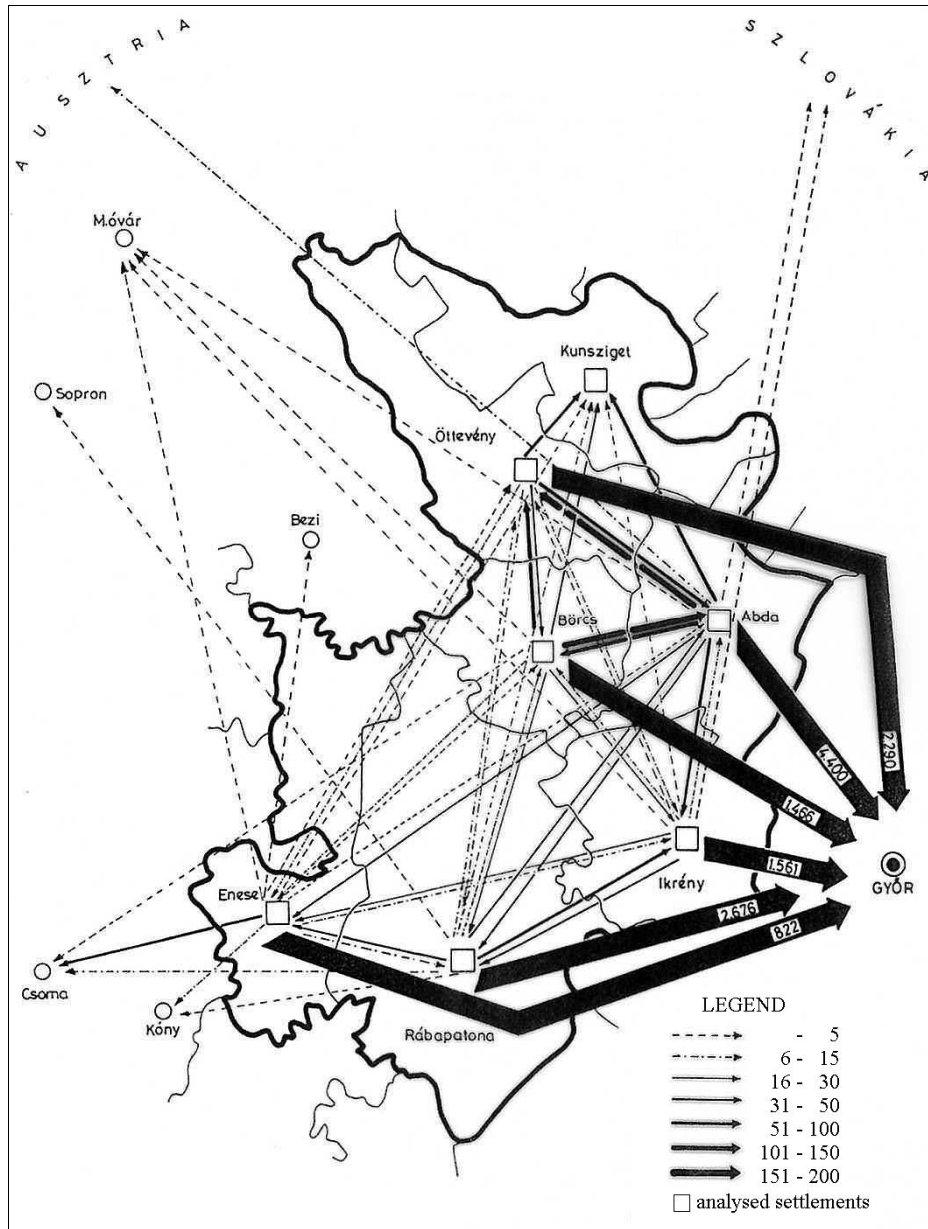 AUSZTRIA
SZLOVÁKIA
M.óvár
Sopron
Kunsziget
Öttevény
Bezi
Börcs
Abda
2.290
4.400
1.466
1.561
Ikrény
GYŐR
Enese
2.676
822
Csorna
Kóny
Rábapatona
LEGEND
- 5
6 - 15
16 - 30
31 - 50
51 - 100
101 - 150
151 - 200
analysed settlements